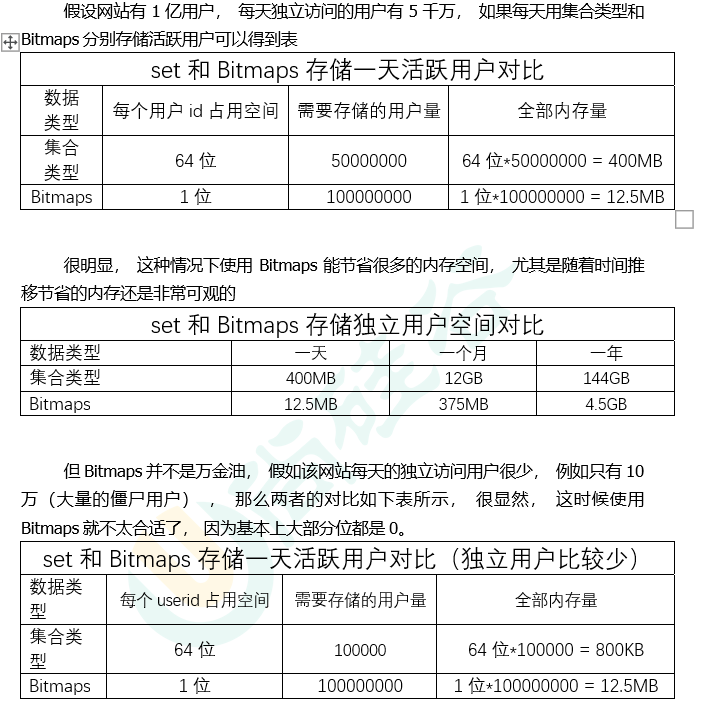 假设网站有 1 亿用户， 每天独立访问的用户有 5 千万， 如果每天用集合类型和
Bitmaps 分别存储活跃用户可以得到表
set 和 Bitmaps 存储一天活跃用户对比
数据
类型
每个用户 id 占用空间
需要存储的用户量
全部内存量
集合
类型
64 位
50000000
64 位*50000000 = 400MB
Bitmaps
1 位
100000000
1 位*100000000 = 12.5MB
很明显， 这种情况下使用 Bitmaps 能节省很多的内存空间， 尤其是随着时间推
移节省的内存还是非常可观的
set 和 Bitmaps 存储独立用户空间对比
数据类型
一天
一个月
一年
集合类型
400MB
12GB
144GB
Bitmaps
12.5MB
375MB
4.5GB
但 Bitmaps 并不是万金油， 假如该网站每天的独立访问用户很少， 例如只有 10
万（大量的僵尸用户） ， 那么两者的对比如下表所示， 很显然， 这时候使用
Bitmaps 就不太合适了， 因为基本上大部分位都是 0。
set 和 Bitmaps 存储一天活跃用户对比（独立用户比较少）
数据类
型
每个 userid 占用空间
需要存储的用户量
全部内存量
集合类
型
64 位
100000
64 位*100000 = 800KB
Bitmaps
1 位
100000000
1 位*100000000 = 12.5MB
尚硅谷